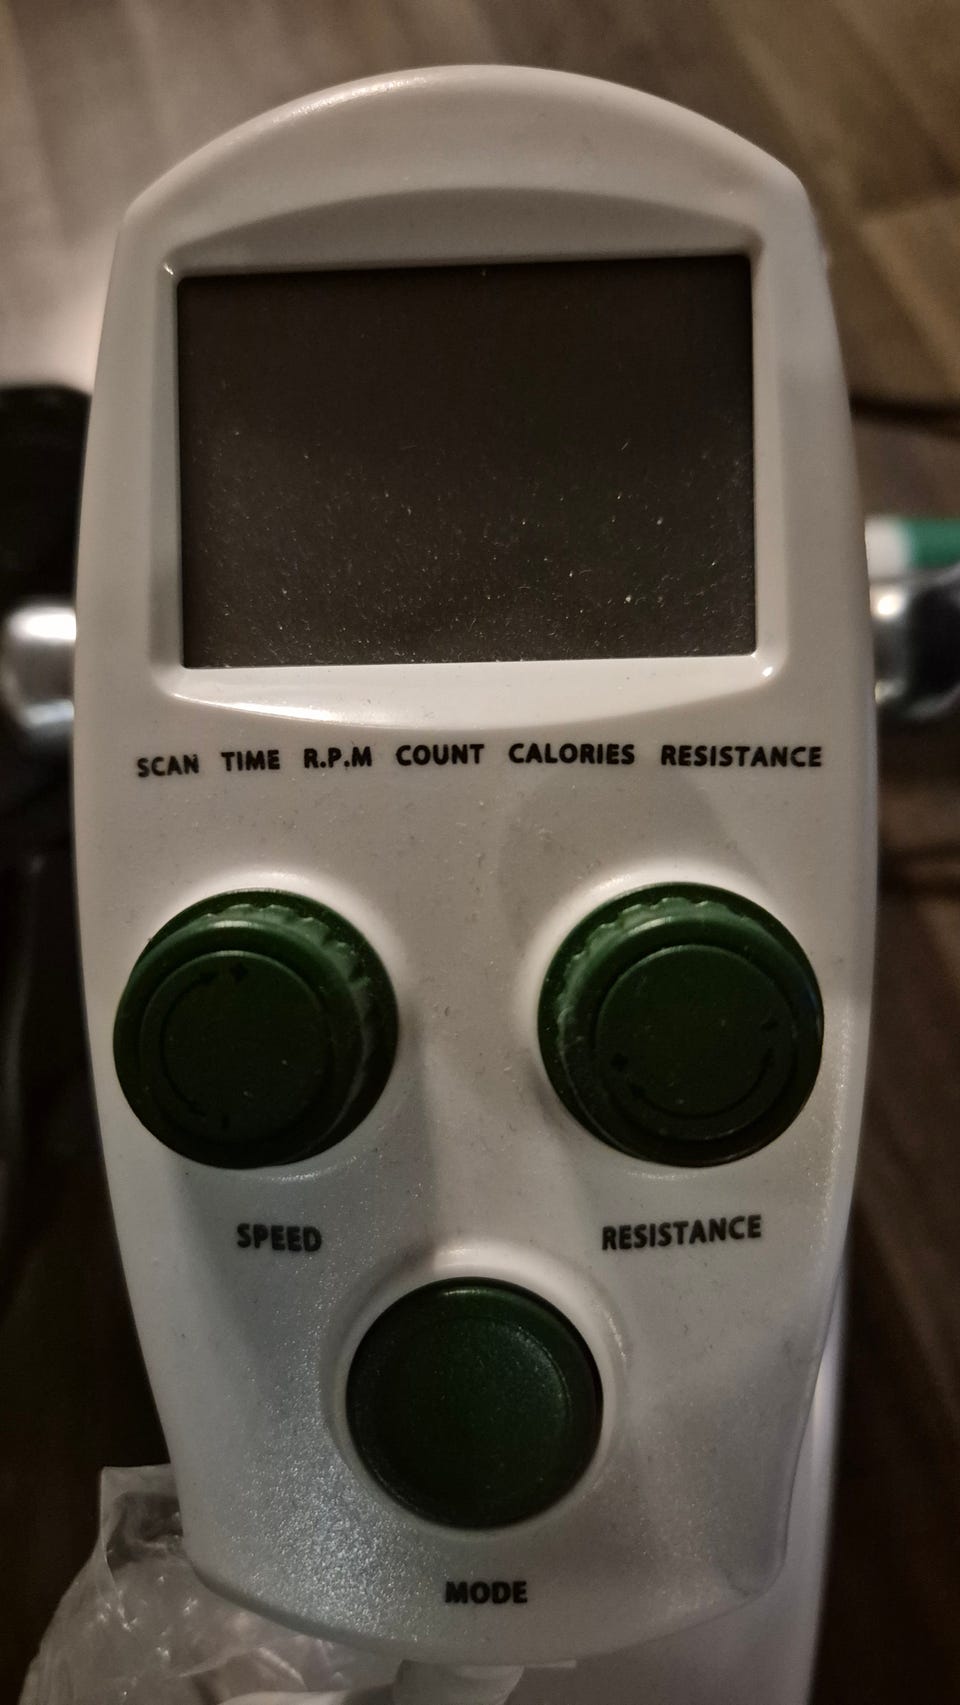 SCAN TIME R.P.M COUNT CALORIES RESISTANCE
SPEED RESISTANCE
MODE